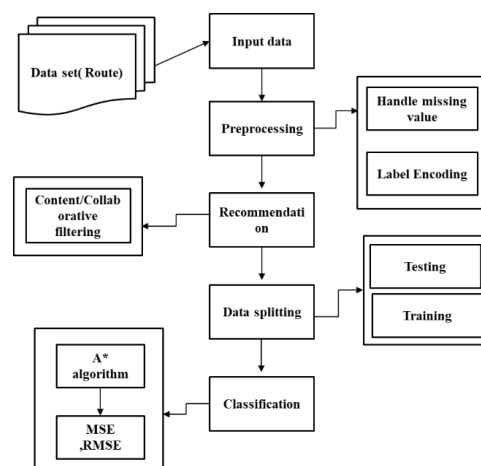 Input data
Data set( Route)
Preprocessing
Handle missing
value
Label Encoding
Content/Collab
orative
filtering
Recommendati
on
Testing
Data splitting
Training
A*
algorithm
Classification
MSE
,RMSE